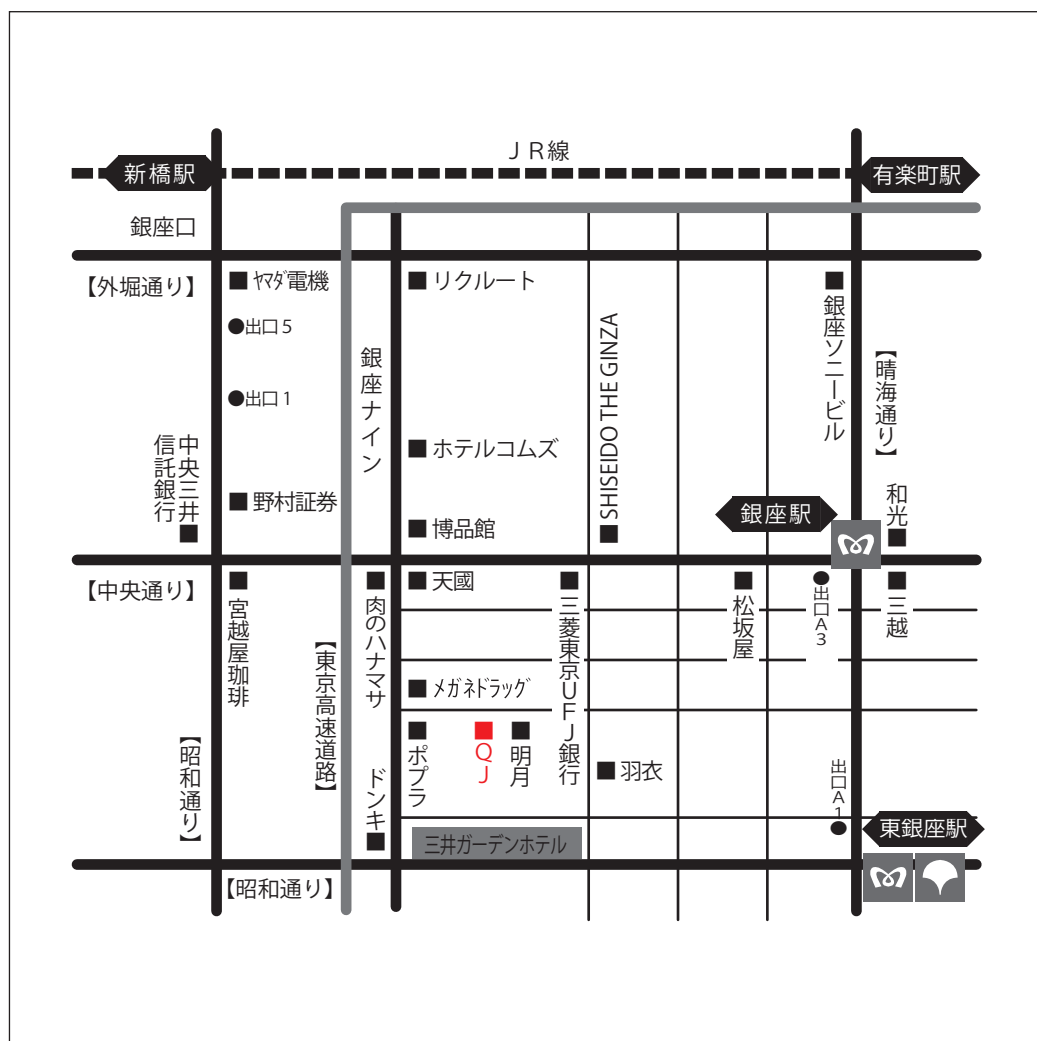 JR線
新橋駅
有楽町駅
銀座口
【外堀通り】
ヤマダ電機
リクルート
出口5
出口1
銀座ナイン
SHISEIDO THE GINZA
銀座ソニービル
【晴海通り】
中央三井
信託銀行
野村証券
ホテルコムズ
博品館
銀座駅
和光
【中央通り】
宮越屋珈琲
肉のハナマサ
天國
三菱東京UFJ銀行
松坂屋
出口A3
三越
【東京高速道路】
メガネドラッグ
ポプラ
QJ
明月
羽衣
【昭和通り】
ドンキ
出口A1
東銀座駅
三井ガーデンホテル
【昭和通り】